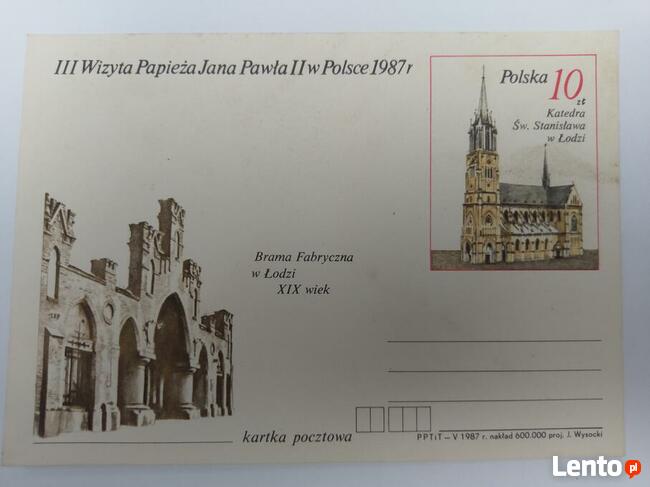 III Wizyta Papieża Jana Pawła II w Polsce 1987 r
Polska 10 zł
Katedra
Św. Stanisława
w Łodzi
Brama Fabryczna
w Łodzi
XIX wiek
kartka pocztowa
PPTiT – V 1987 r. nakład 600.000 proj. J. Wysocki
Lento.pl